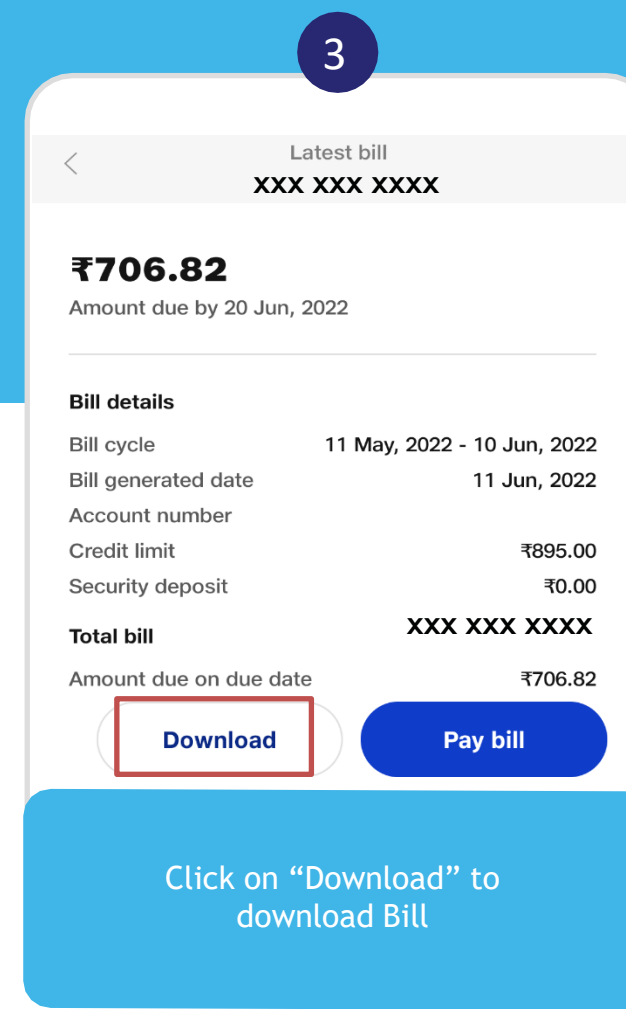 3
Latest bill
XXX XXX XXXX
₹706.82
Amount due by 20 Jun, 2022
Bill details
Bill cycle 11 May, 2022 - 10 Jun, 2022
Bill generated date 11 Jun, 2022
Account number
Credit limit ₹895.00
Security deposit ₹0.00
Total bill XXX XXX XXXX
Amount due on due date ₹706.82
Download Pay bill
Click on “Download” to
download Bill